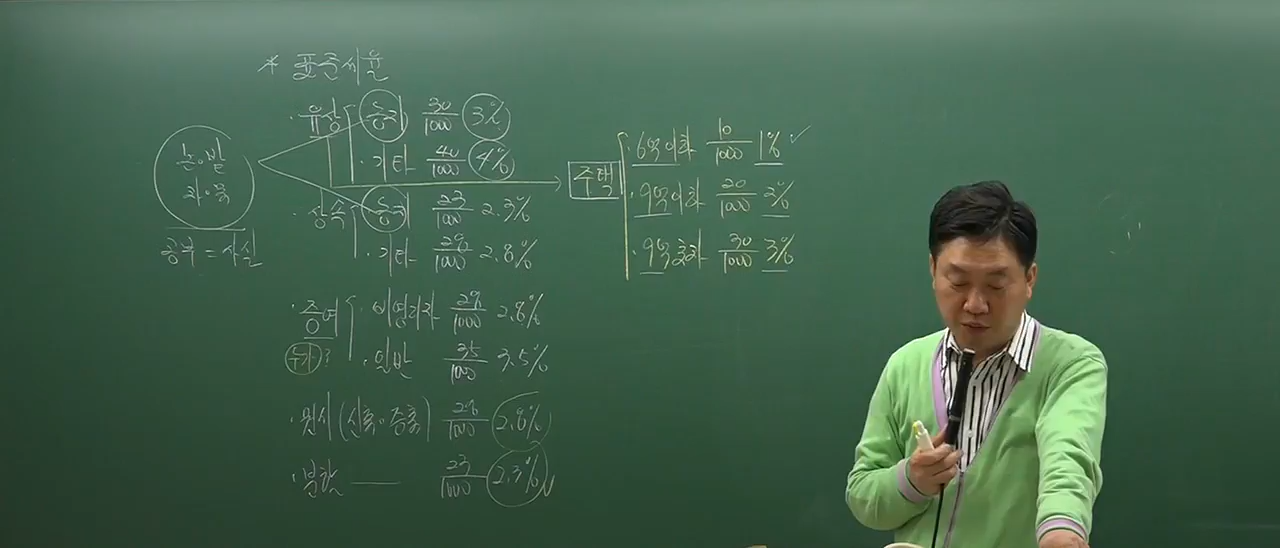 * 표준세율
· 유상 농지 30/1000 3%
· 기타 40/1000 4%
논·밭
과·목
공부 = 사실
· 상속 농지 23/1000 2.3%
· 기타 28/1000 2.8%
· 증여 · 비영리자 28/1000 2.8%
누가? · 일반 35/1000 3.5%
· 원시(신축·증축) 28/1000 2.8%
· 분할 23/1000 2.3%
주택
· 6억이하 10/1000 1% ✓
· 9억이하 20/1000 2%
· 9억초과 30/1000 3%